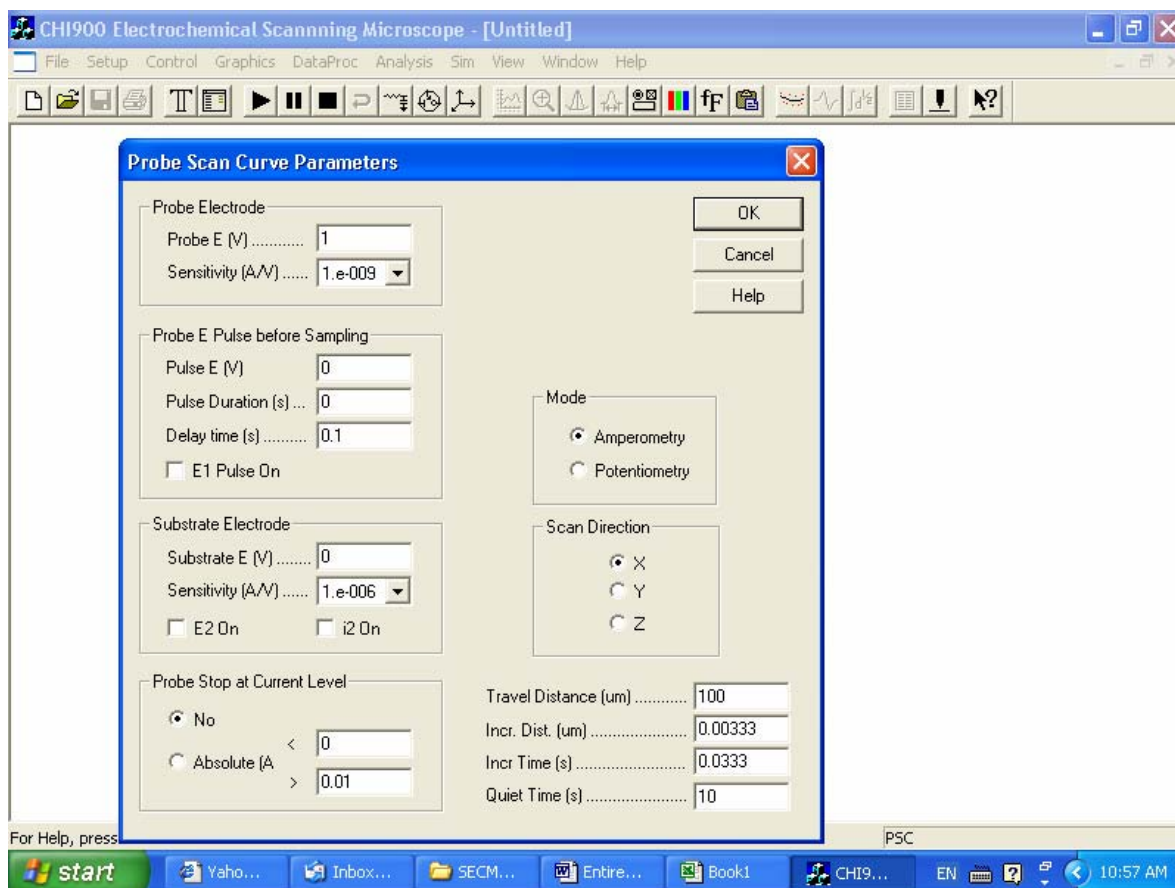 CHI900 Electrochemical Scannning Microscope - [Untitled]
File Setup Control Graphics DataProc Analysis Sim View Window Help
Probe Scan Curve Parameters
Probe Electrode
Probe E (V) ............ 1
Sensitivity (A/V) ...... 1.e-009
OK
Cancel
Help
Probe E Pulse before Sampling
Pulse E (V) 0
Pulse Duration (s) ... 0
Delay time (s) .......... 0.1
E1 Pulse On
Mode
Amperometry
Potentiometry
Substrate Electrode
Substrate E (V) ........ 0
Sensitivity (A/V) ...... 1.e-006
E2 On i2 On
Scan Direction
X
Y
Z
Probe Stop at Current Level
No
< 0
Absolute (A
> 0.01
Travel Distance (um) ............ 100
Incr. Dist. (um) ...................... 0.00333
Incr Time (s) ......................... 0.0333
Quiet Time (s) ....................... 10
For Help, press
PSC
start Yaho... Inbox... SECM... Entire... Book1 CHI9... EN 10:57 AM